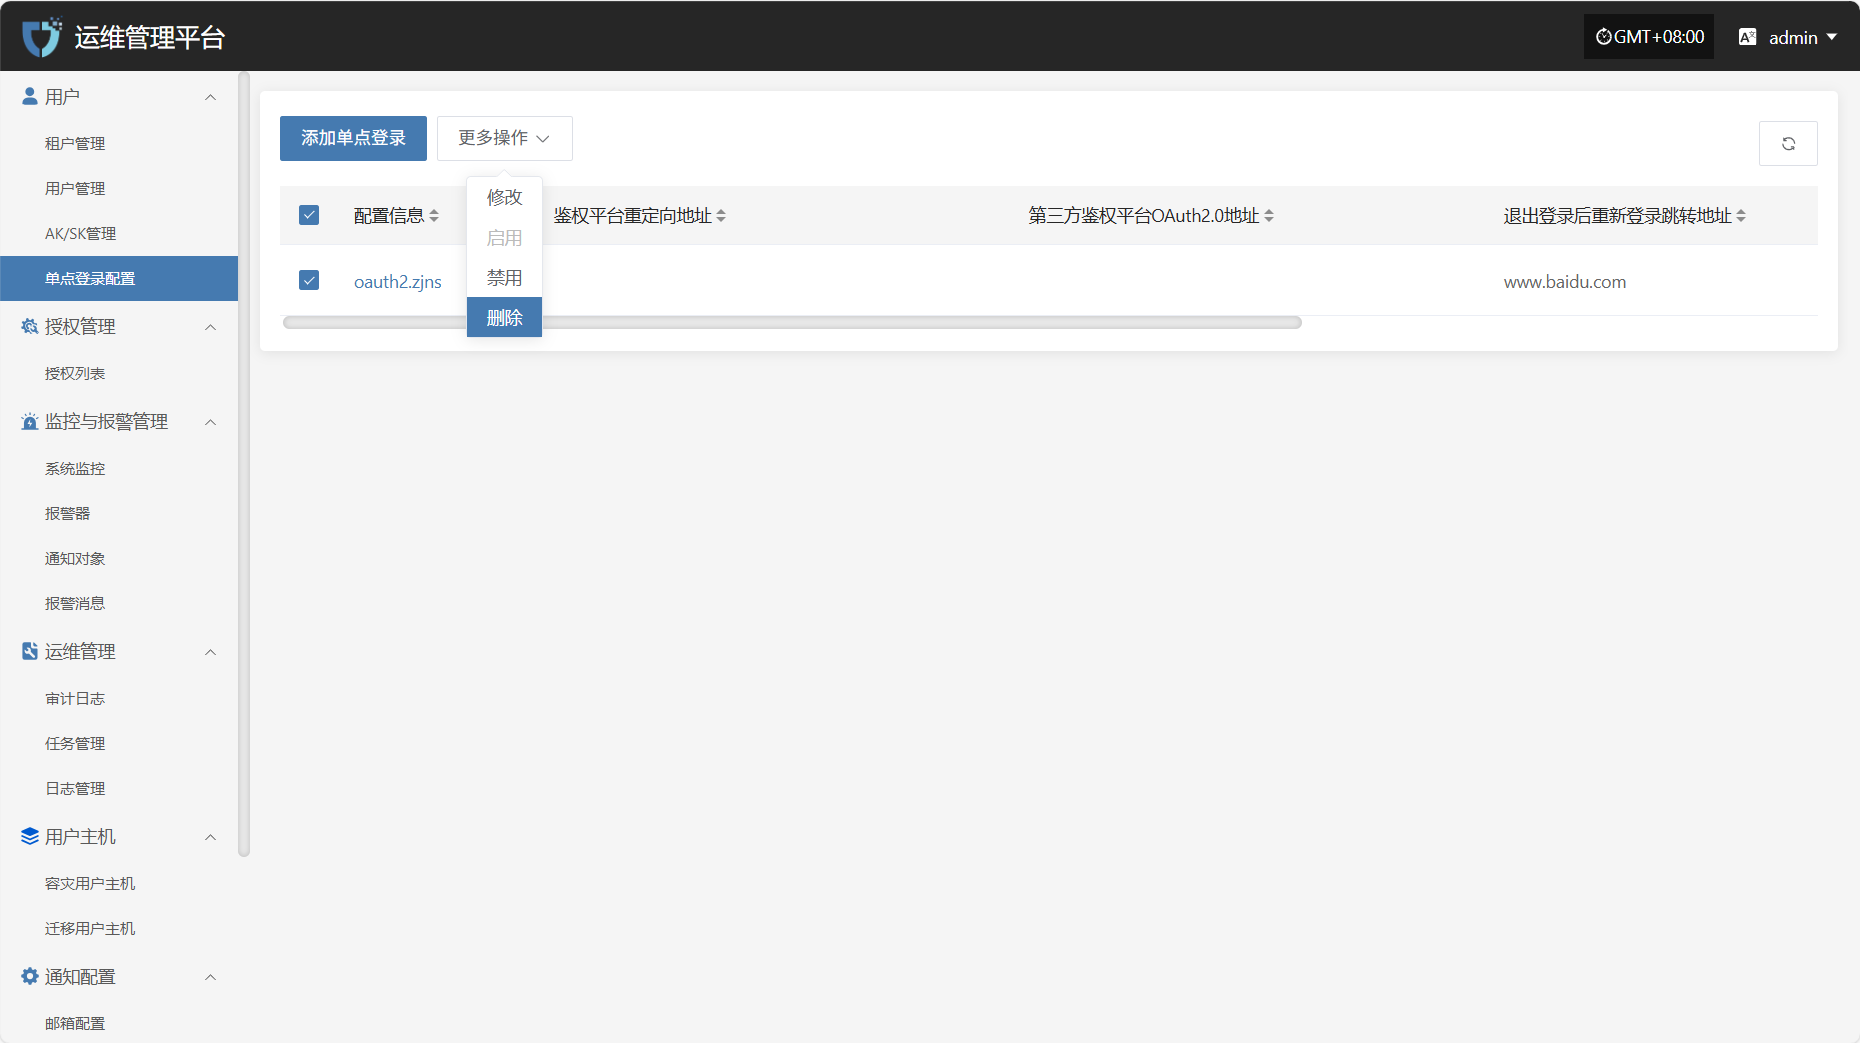 运维管理平台
GMT+08:00
admin
用户
租户管理
用户管理
AK/SK管理
单点登录配置
授权管理
授权列表
监控与报警管理
系统监控
报警器
通知对象
报警消息
运维管理
审计日志
任务管理
日志管理
用户主机
容灾用户主机
迁移用户主机
通知配置
邮箱配置
添加单点登录
更多操作
修改
启用
禁用
删除
配置信息
鉴权平台重定向地址
第三方鉴权平台OAuth2.0地址
退出登录后重新登录跳转地址
oauth2.zjns
www.baidu.com